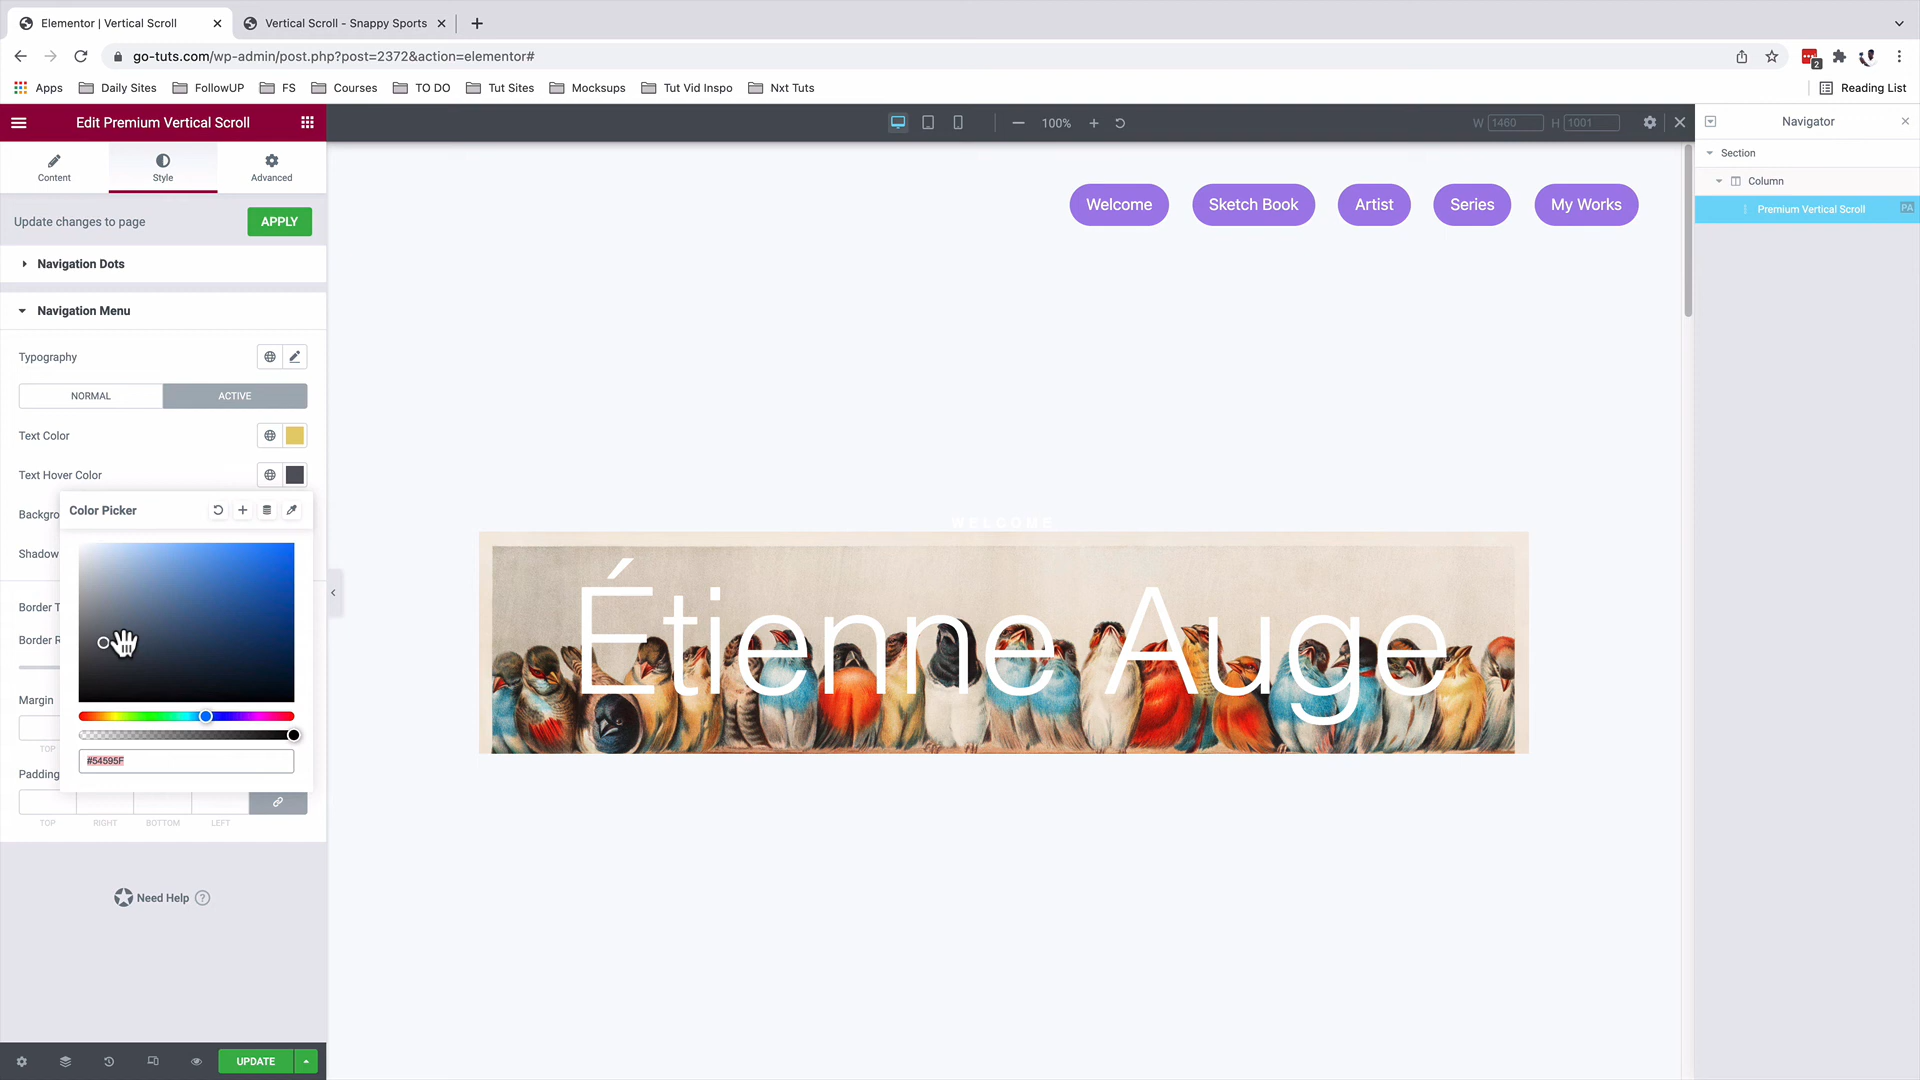 Elementor | Vertical Scroll
Vertical Scroll - Snappy Sports
go-tuts.com/wp-admin/post.php?post=2372&action=elementor#
2
Apps
Daily Sites
FollowUP
FS
Courses
TO DO
Tut Sites
Mocksups
Tut Vid Inspo
Nxt Tuts
Reading List
Edit Premium Vertical Scroll
100%
W 1460 H 1001
Navigator
Content
Style
Advanced
Section
Column
Premium Vertical Scroll
PA
Update changes to page
APPLY
Welcome
Sketch Book
Artist
Series
My Works
Navigation Dots
Navigation Menu
Typography
NORMAL
ACTIVE
Text Color
Text Hover Color
Backgro
Color Picker
Shadow
Border T
Border R
Margin
TOP
#54595F
Padding
TOP
RIGHT
BOTTOM
LEFT
WELCOME
Étienne Auge
Need Help
UPDATE